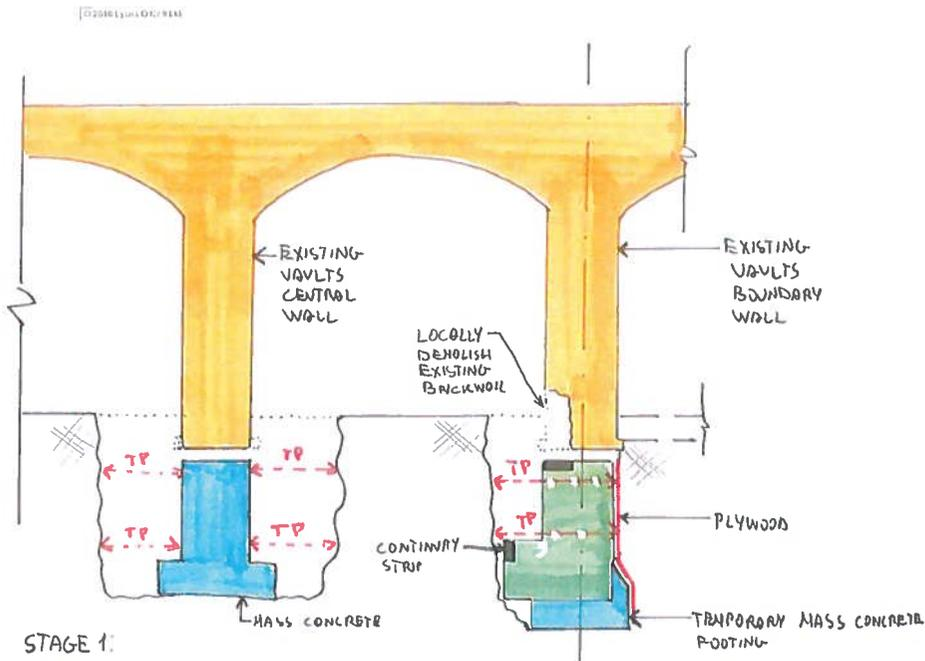 EXISTING
VAULTS
CENTRAL
WALL
EXISTING
VAULTS
BOUNDARY
WALL
LOCALLY
DEMOLISH
EXISTING
BRICKWORK
TP
TP
TP
TP
TP
TP
PLYWOOD
CONTINUITY
STRIP
MASS CONCRETE
TEMPORARY MASS CONCRETE
FOOTING
STAGE 1: